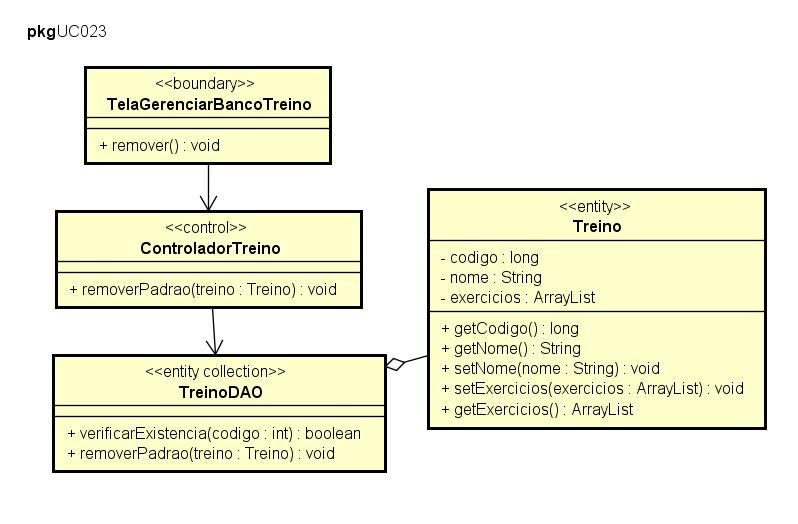 pkgUC023
<<boundary>>
TelaGerenciarBancoTreino
+ remover() : void
<<control>>
ControladorTreino
+ removerPadrao(treino : Treino) : void
<<entity collection>>
TreinoDAO
+ verificarExistencia(codigo : int) : boolean
+ removerPadrao(treino : Treino) : void
<<entity>>
Treino
- codigo : long
- nome : String
- exercicios : ArrayList
+ getCodigo() : long
+ getNome() : String
+ setNome(nome : String) : void
+ setExercicios(exercicios : ArrayList) : void
+ getExercicios() : ArrayList